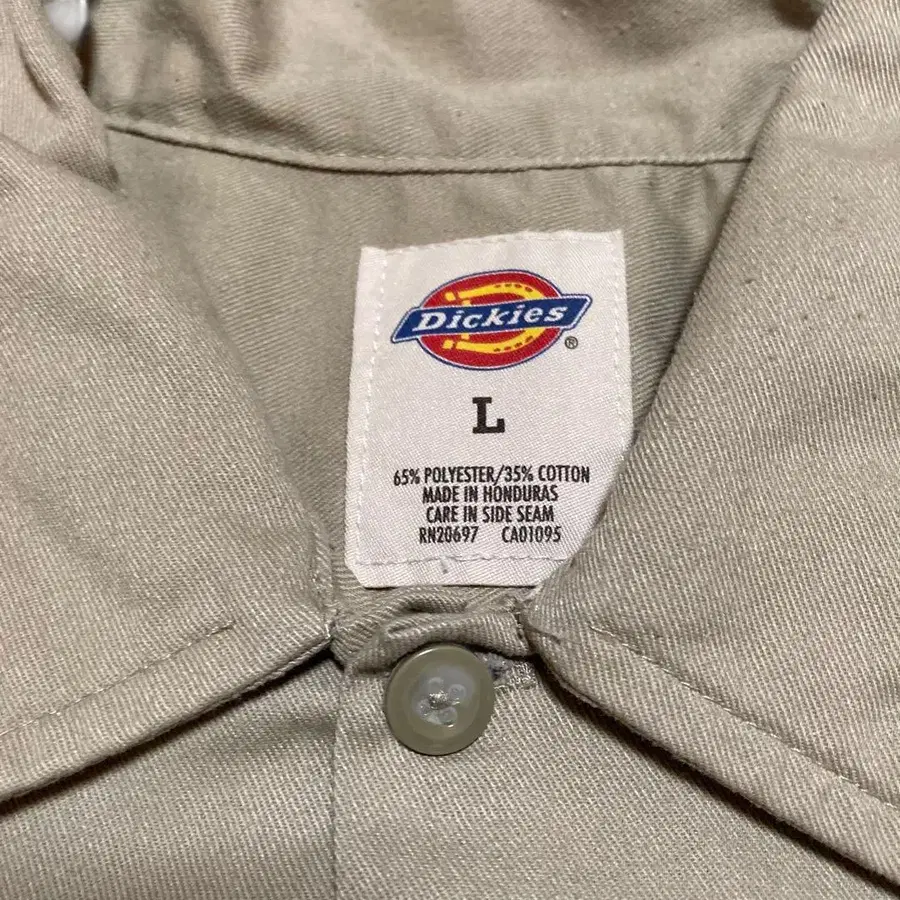 Dickies
®
L
65% POLYESTER/35% COTTON
MADE IN HONDURAS
CARE IN SIDE SEAM
RN20697 CA01095